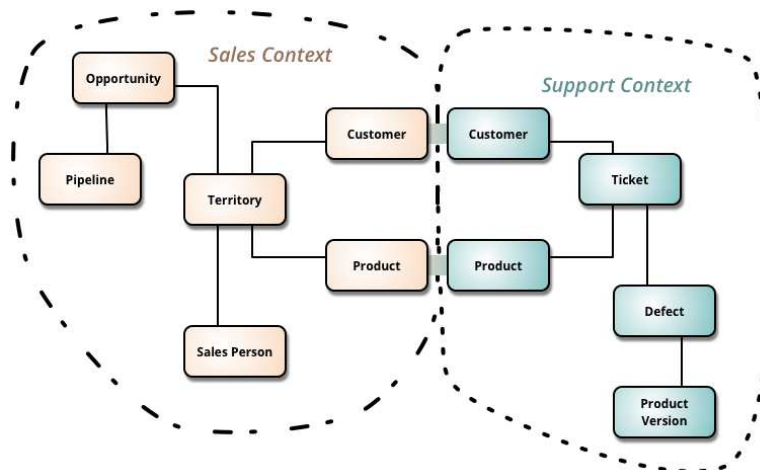 Sales Context
Opportunity
Pipeline
Territory
Customer
Product
Sales Person
Support Context
Customer
Product
Ticket
Defect
Product
Version